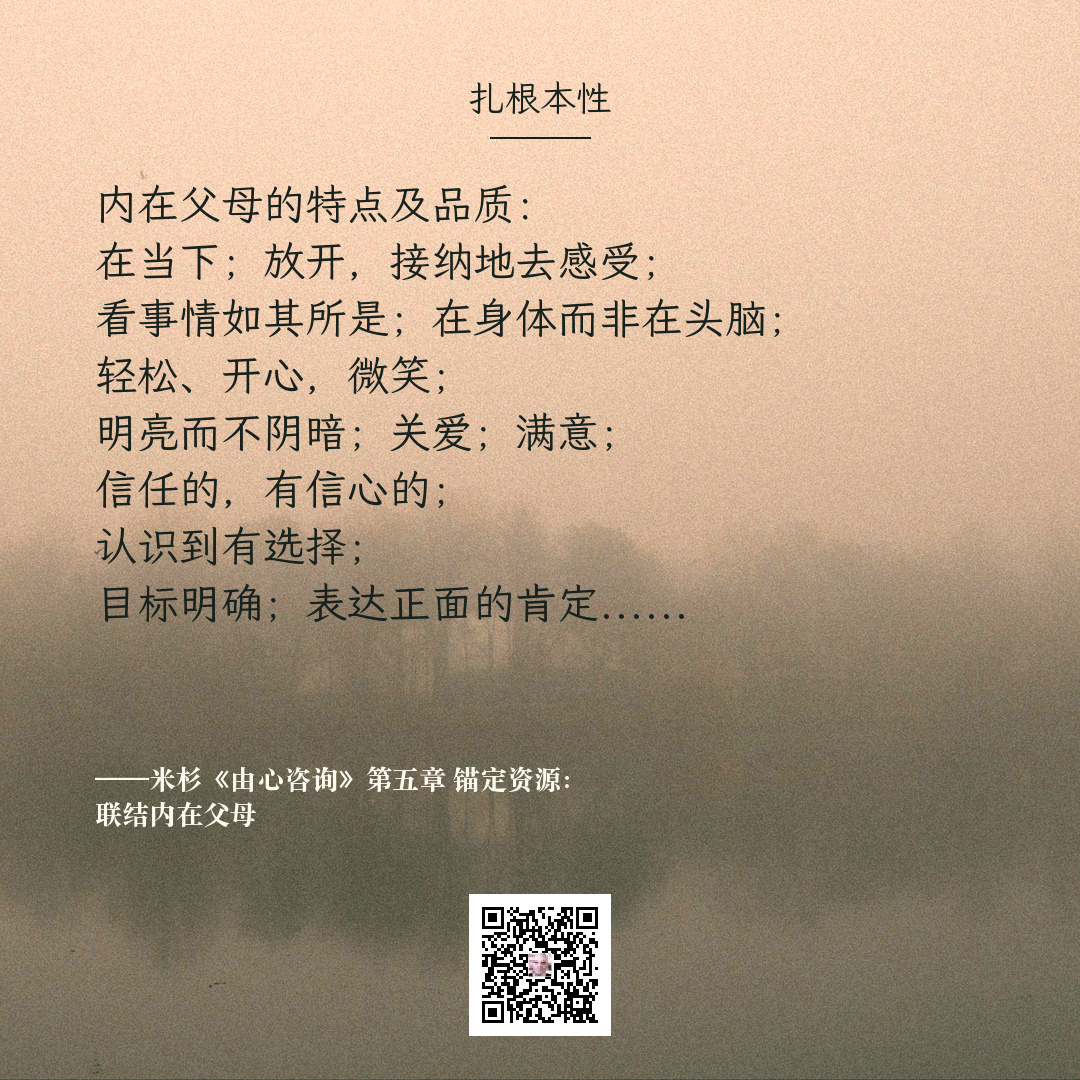 扎根本性
内在父母的特点及品质：
在当下；放开，接纳地去感受；
看事情如其所是；在身体而非在头脑；
轻松、开心，微笑；
明亮而不阴暗；关爱；满意；
信任的，有信心的；
认识到有选择；
目标明确；表达正面的肯定……
——米杉《由心咨询》第五章 锚定资源：
联结内在父母